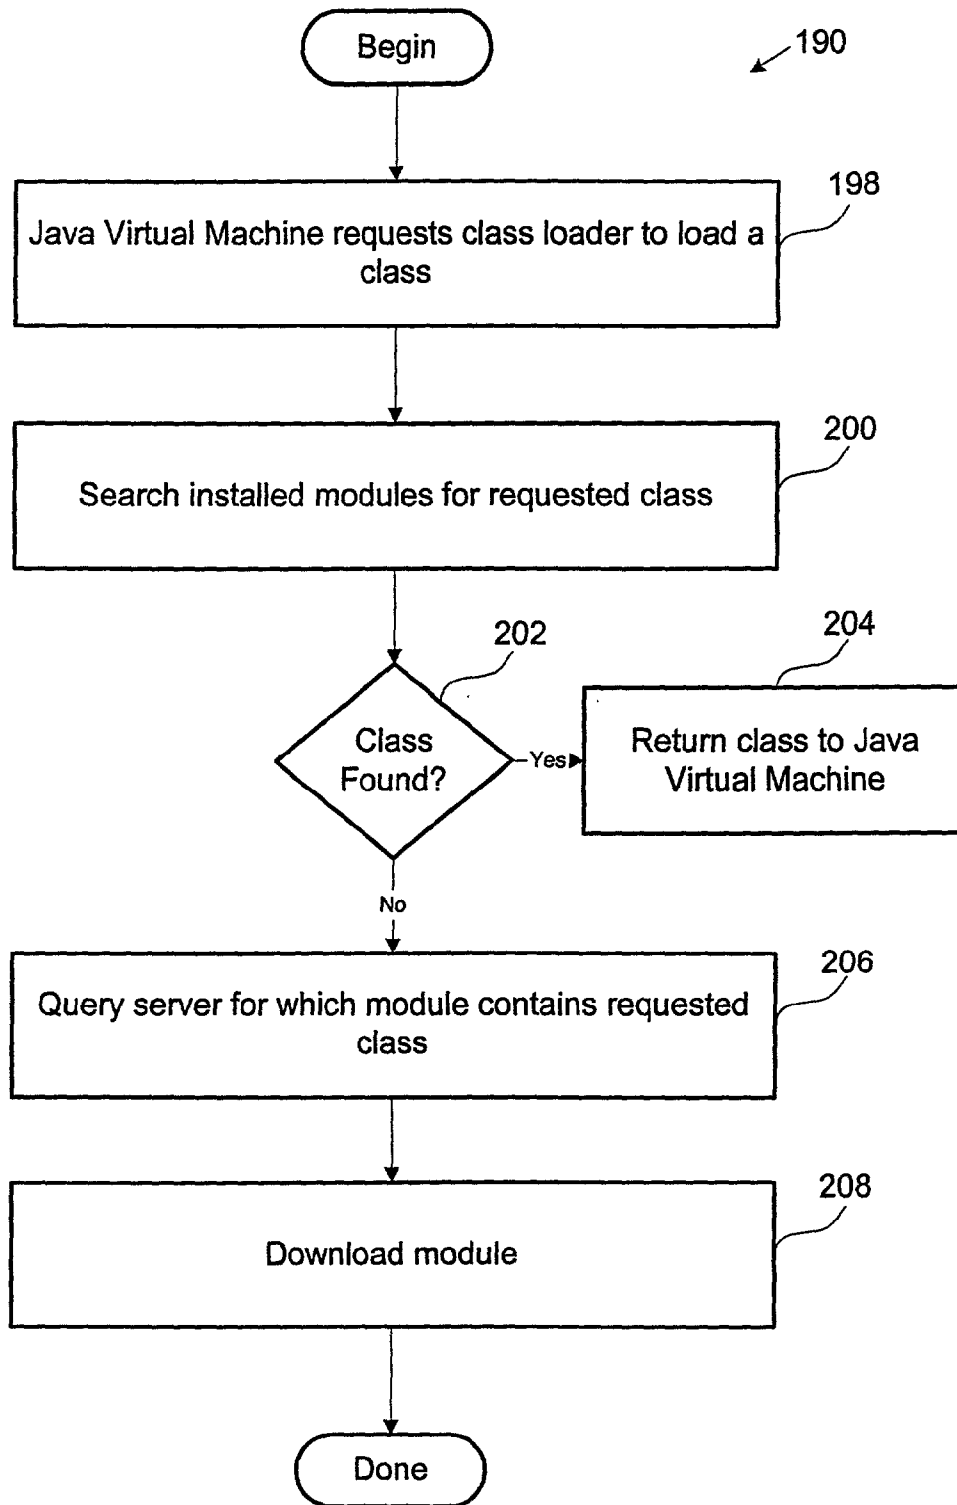 Begin
190
198
Java Virtual Machine requests class loader to load a
class
200
Search installed modules for requested class
202
204
Class
Found?
Yes
Return class to Java
Virtual Machine
No
206
Query server for which module contains requested
class
208
Download module
Done